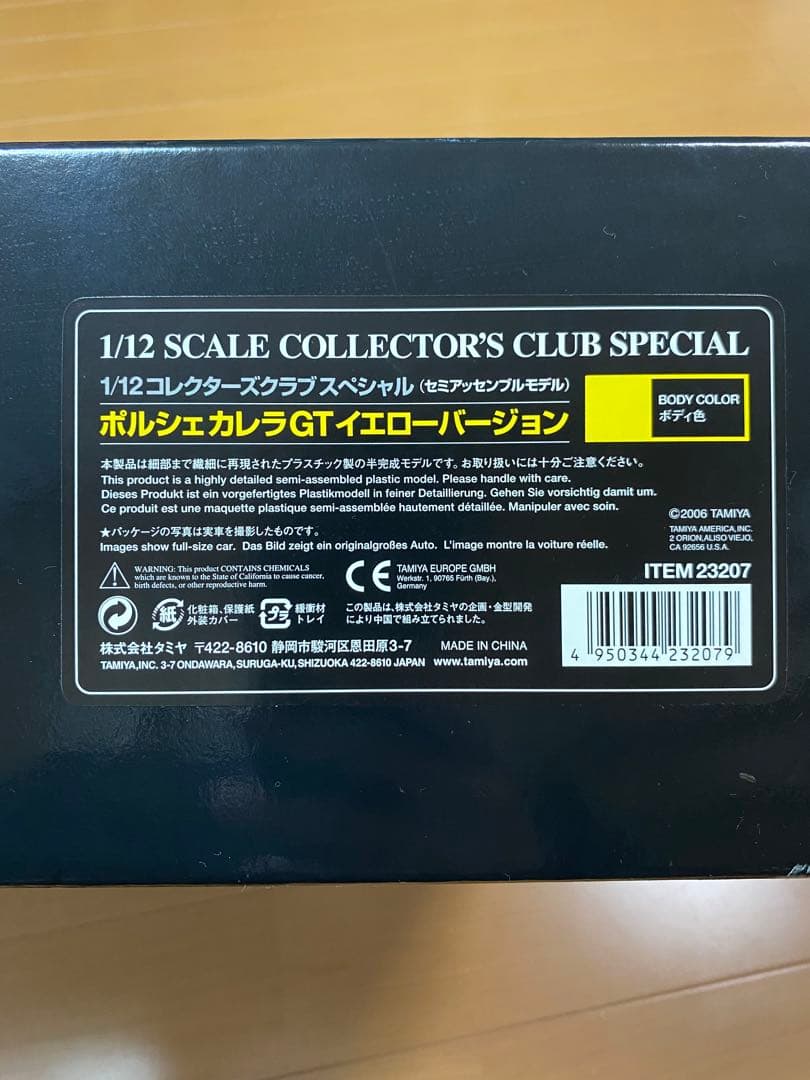 1/12 SCALE COLLECTOR'S CLUB SPECIAL
1/12コレクターズクラブスペシャル（セミアッセンブルモデル）
ポルシェ カレラGTイエローバージョン
BODY COLOR
ボディ色
本製品は細部まで繊細に再現されたプラスチック製の半完成モデルです。お取り扱いには十分ご注意ください。
This product is a highly detailed semi-assembled plastic model. Please handle with care.
Dieses Produkt ist ein vorgefertigtes Plastikmodell in feiner Detaillierung. Gehen Sie vorsichtig damit um.
Ce produit est une maquette plastique semi-assemblée hautement détaillée. Manipuler avec soin.
★パッケージの写真は実車を撮影したものです。
Images show full-size car. Das Bild zeigt ein originalgroßes Auto. L'image montre la voiture réelle.
©2006 TAMIYA
TAMIYA AMERICA, INC.
2 ORION, ALISO VIEJO,
CA 92656 U.S.A.
WARNING: This product CONTAINS CHEMICALS
which are known to the State of California to cause cancer,
birth defects, or other reproductive harm.
CE
TAMIYA EUROPE GMBH
Werkstr. 1, 90765 Fürth (Bay.),
Germany
ITEM 23207
紙
化粧箱、保護紙
外装カバー
プラ
緩衝材
トレイ
この製品は、株式会社タミヤの企画・金型開発
により中国で組み立てられました。
株式会社タミヤ 〒422-8610 静岡市駿河区恩田原3-7
MADE IN CHINA
TAMIYA, INC. 3-7 ONDAWARA, SURUGA-KU, SHIZUOKA 422-8610 JAPAN www.tamiya.com
4 950344 232079